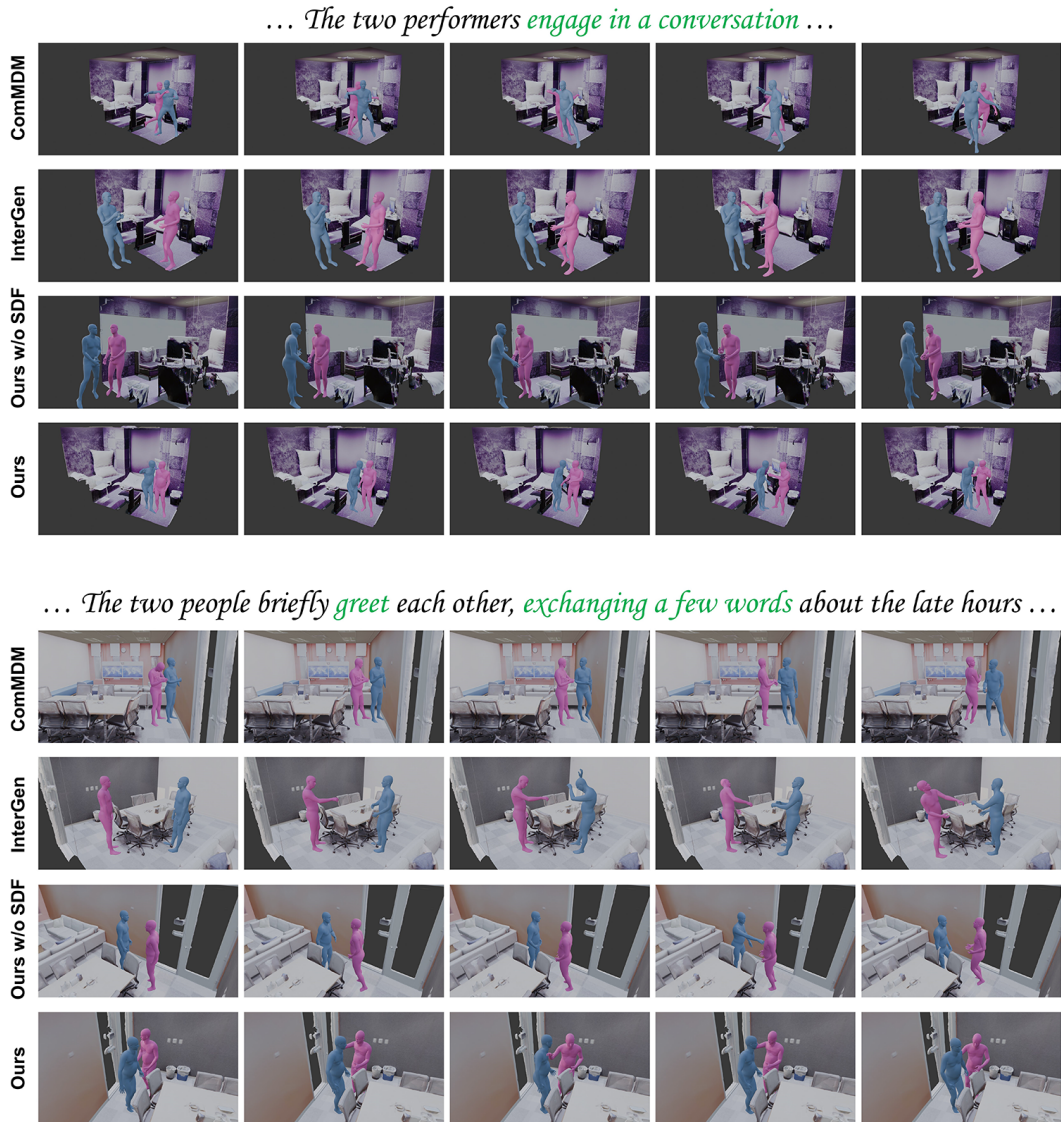 … The two performers engage in a conversation …
ComMDM
InterGen
Ours w/o SDF
Ours
… The two people briefly greet each other, exchanging a few words about the late hours …
ComMDM
InterGen
Ours w/o SDF
Ours